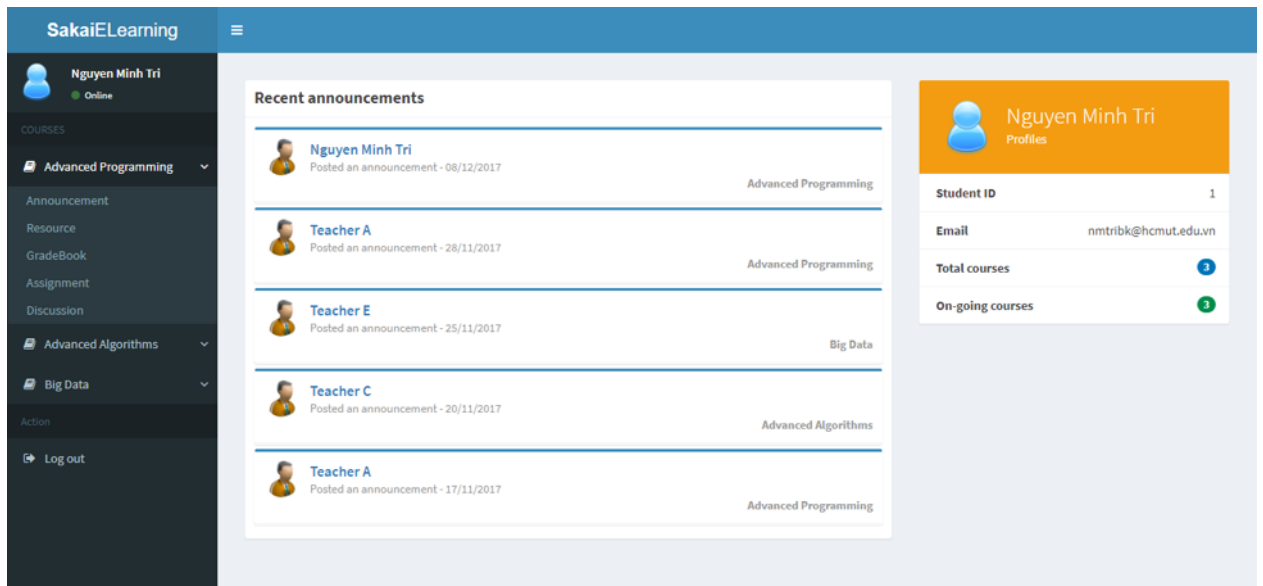 SakaiELearning
Nguyen Minh Tri
Online
COURSES
Advanced Programming
Announcement
Resource
GradeBook
Assignment
Discussion
Advanced Algorithms
Big Data
Action
Log out
Recent announcements
Nguyen Minh Tri
Posted an announcement - 08/12/2017
Advanced Programming
Teacher A
Posted an announcement - 28/11/2017
Advanced Programming
Teacher E
Posted an announcement - 25/11/2017
Big Data
Teacher C
Posted an announcement - 20/11/2017
Advanced Algorithms
Teacher A
Posted an announcement - 17/11/2017
Advanced Programming
Nguyen Minh Tri
Profiles
Student ID 1
Email nmtribk@hcmut.edu.vn
Total courses 3
On-going courses 3